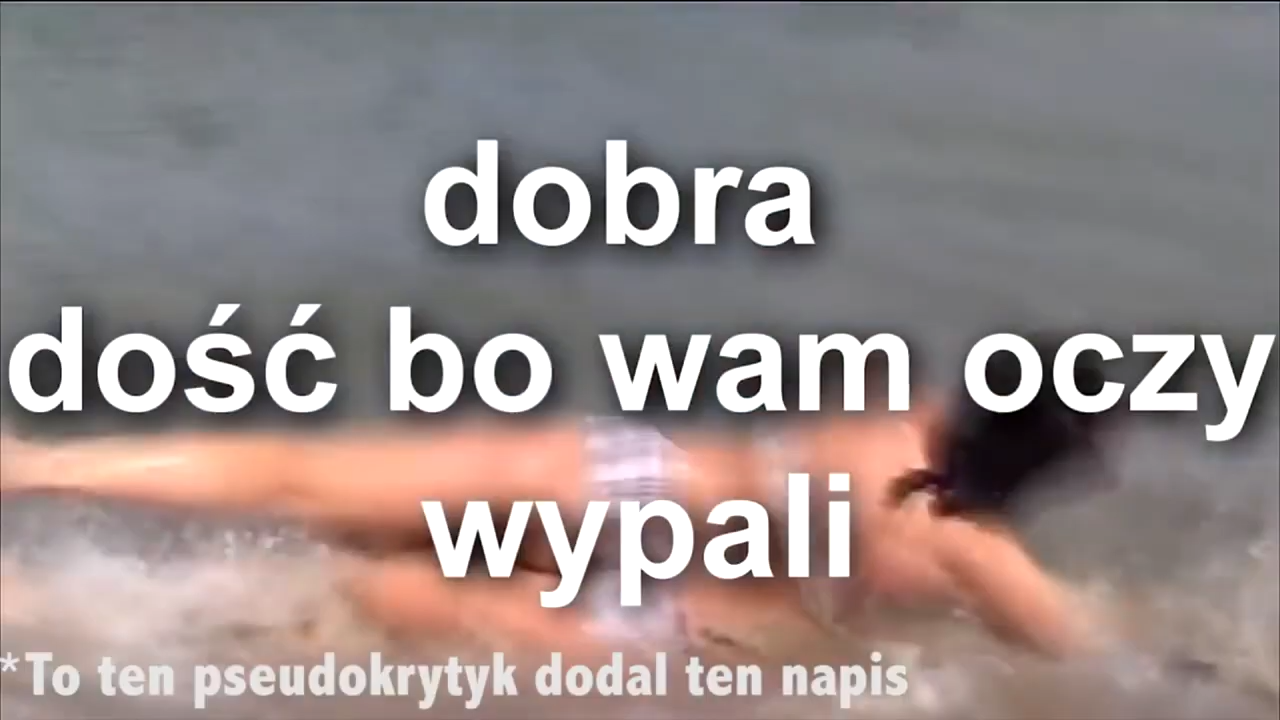 dobra
dość bo wam oczy
wypali
*To ten pseudokrytyk dodal ten napis